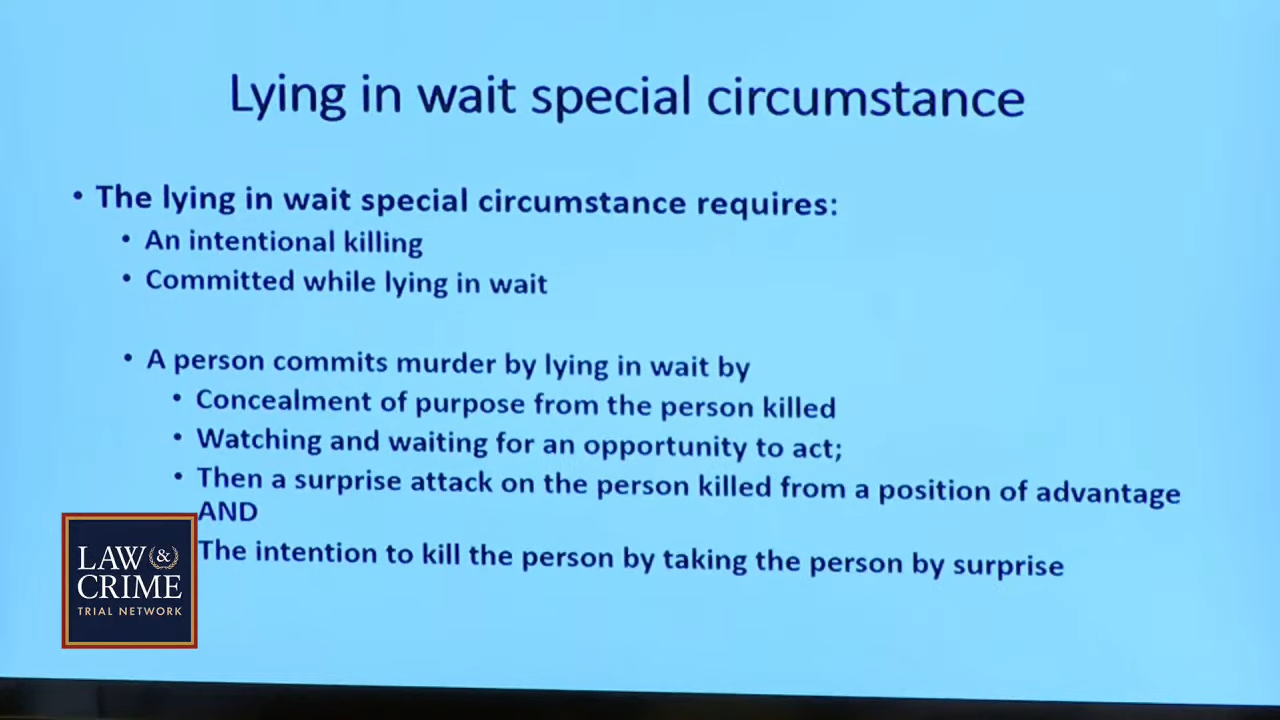 Lying in wait special circumstance
• The lying in wait special circumstance requires:
• An intentional killing
• Committed while lying in wait
• A person commits murder by lying in wait by
• Concealment of purpose from the person killed
• Watching and waiting for an opportunity to act;
• Then a surprise attack on the person killed from a position of advantage
AND
The intention to kill the person by taking the person by surprise
LAW &
CRIME
TRIAL NETWORK